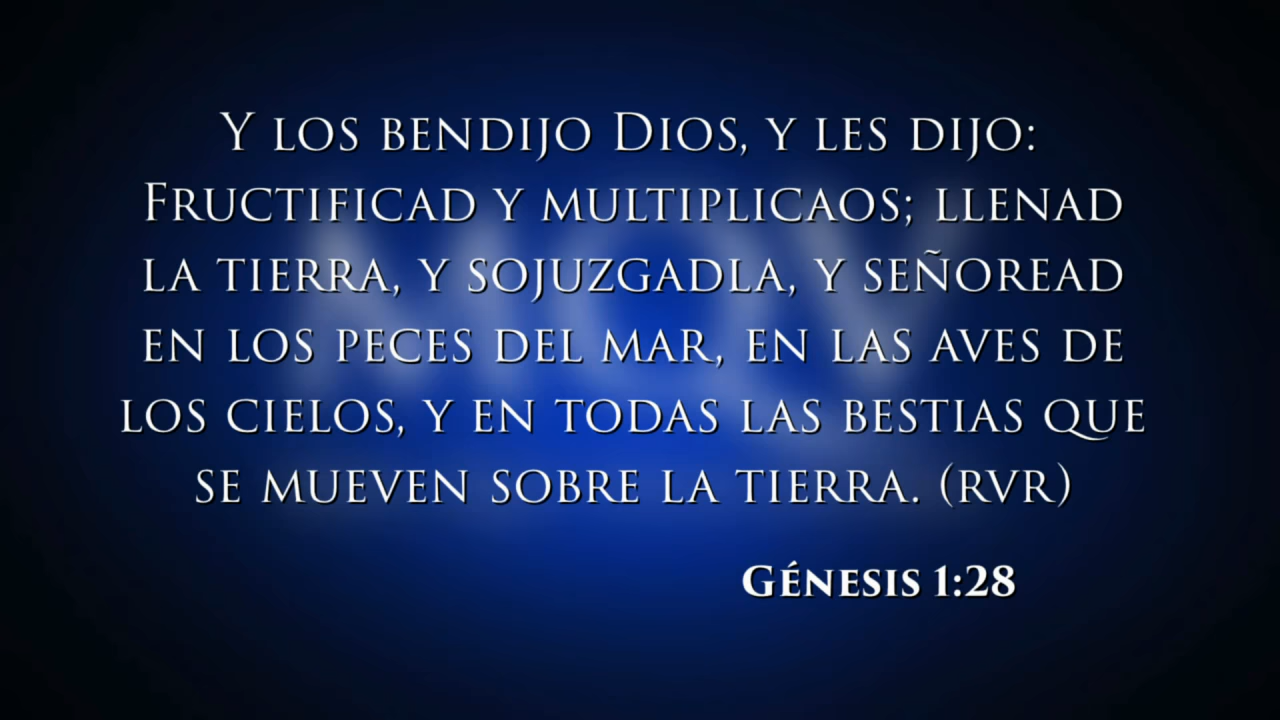 Y los bendijo Dios, y les dijo:
Fructificad y multiplicaos; llenad
la tierra, y sojuzgadla, y señoread
en los peces del mar, en las aves de
los cielos, y en todas las bestias que
se mueven sobre la tierra. (rvr)
Génesis 1:28